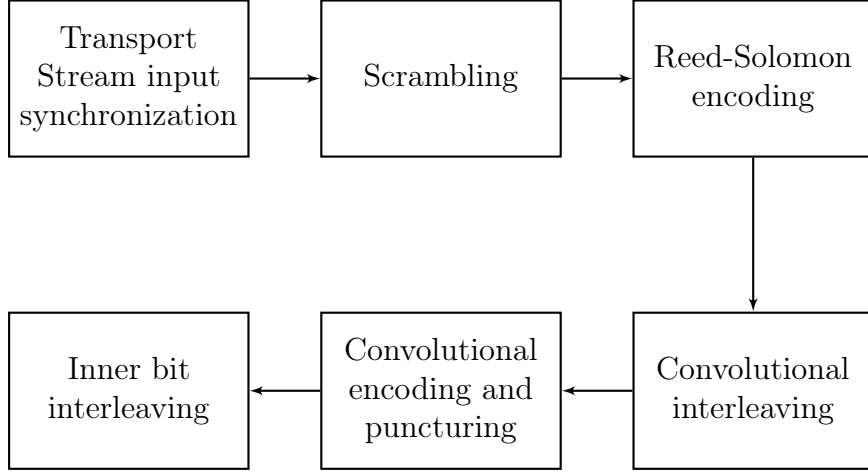 Transport
Stream input
synchronization
Scrambling
Reed-Solomon
encoding
Inner bit
interleaving
Convolutional
encoding and
puncturing
Convolutional
interleaving